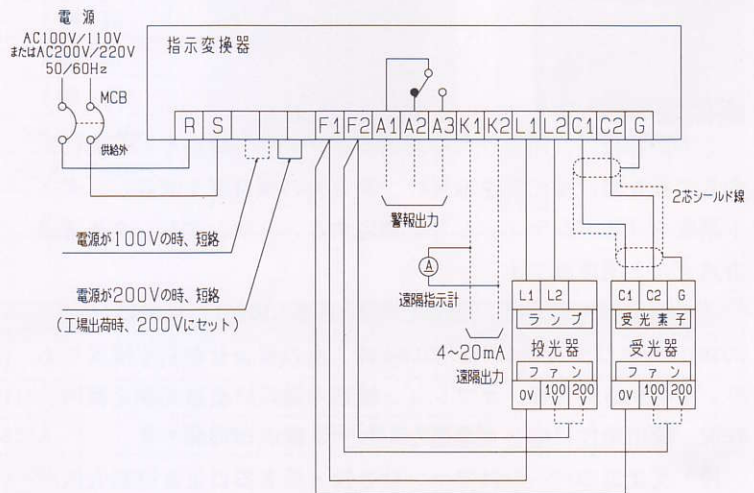 電源
AC100V/110V
またはAC200V/220V
50/60Hz
MCB
供給外
指示変換器
R S F1 F2 A1 A2 A3 K1 K2 L1 L2 C1 C2 G
2芯シールド線
警報出力
電源が100Vの時、短絡
A
遠隔指示計
電源が200Vの時、短絡
(工場出荷時、200Vにセット)
4~20mA
遠隔出力
L1 L2
ランプ
投光器
ファン
0V 100V 200V
C1 C2 G
受光素子
受光器
ファン
0V 100V 200V